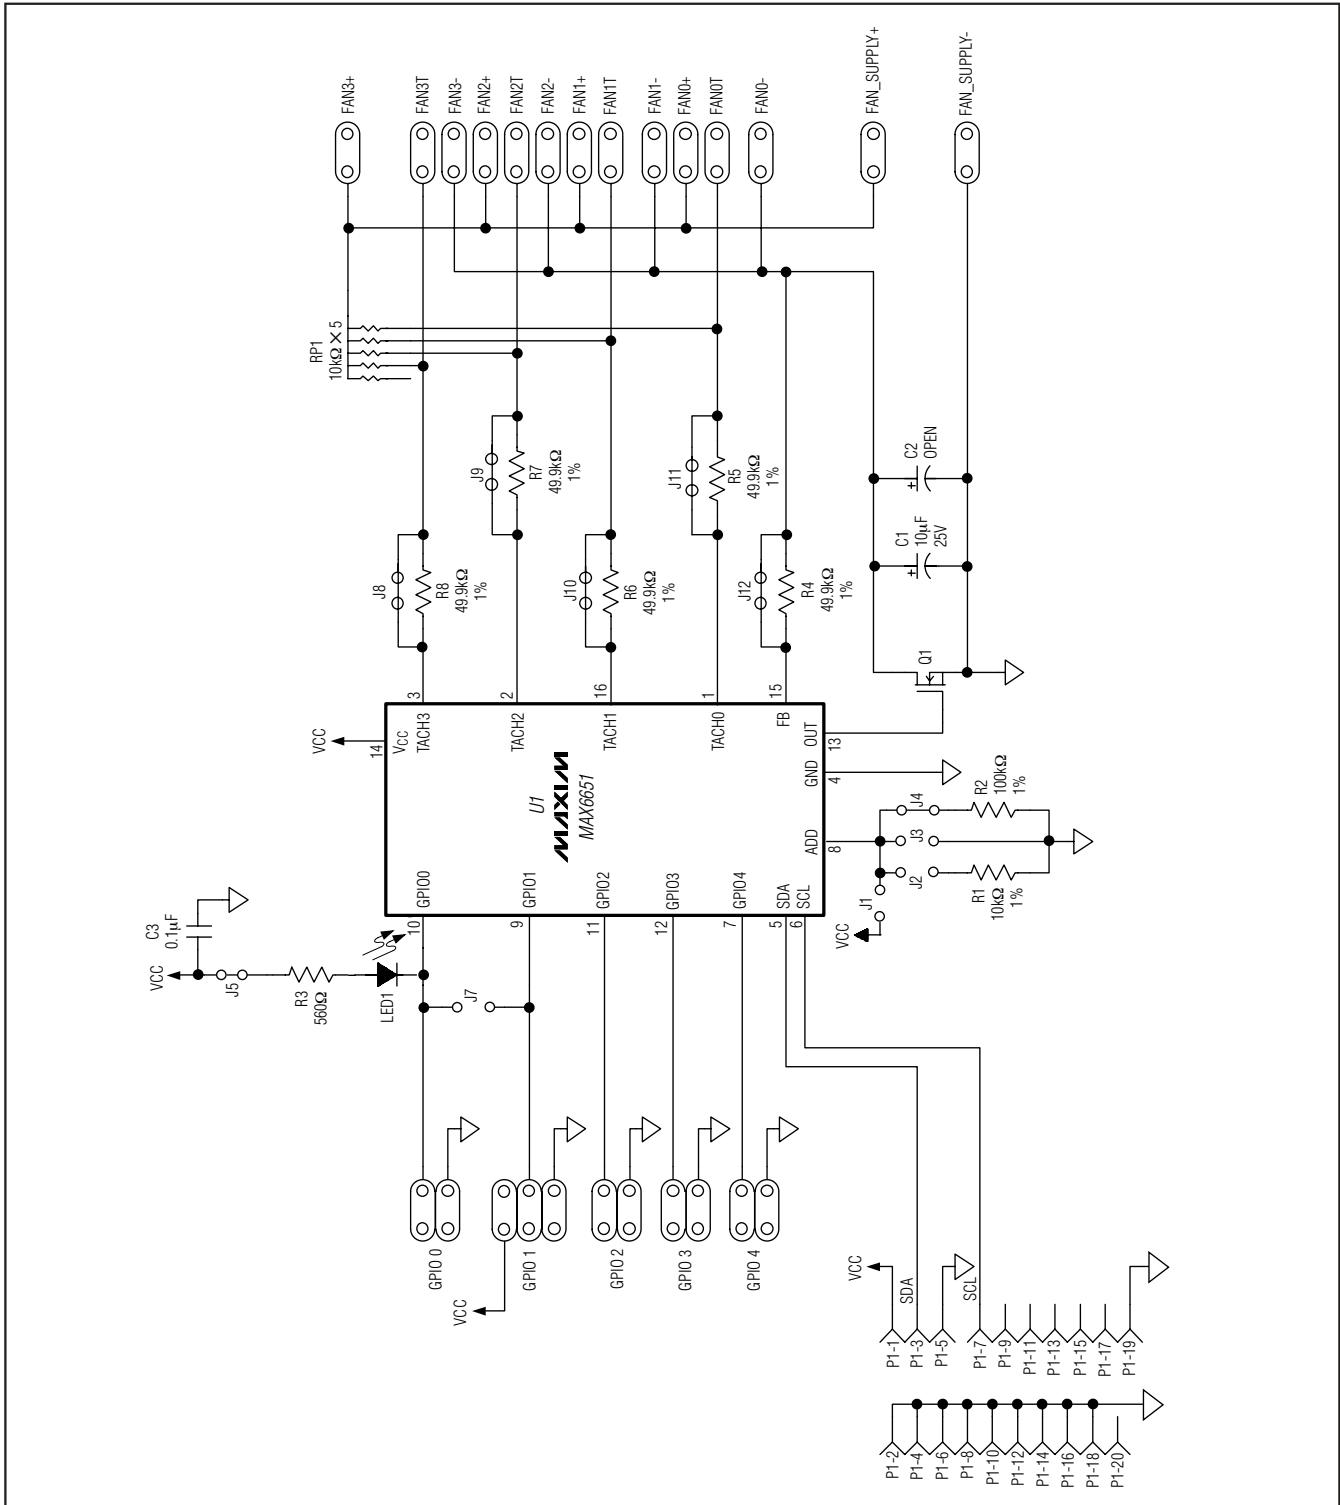 FAN3+
FAN3T
FAN3-
FAN2+
FAN2T
FAN2-
FAN1+
FAN1T
FAN1-
FAN0+
FAN0T
FAN0-
FAN_SUPPLY+
FAN_SUPPLY-
RP1
10kΩ × 5
J8
R8
49.9kΩ
1%
J9
R7
49.9kΩ
1%
J10
R6
49.9kΩ
1%
J11
R5
49.9kΩ
1%
J12
R4
49.9kΩ
1%
C1
10μF
25V
C2
OPEN
Q1
VCC
14
VCC
3
TACH3
2
TACH2
16
TACH1
1
TACH0
15
FB
OUT
13
GND
4
ADD
8
U1
MAXIM
MAX6651
GPIO0
10
GPIO1
9
GPIO2
11
GPIO3
12
GPIO4
7
SDA
5
SCL
6
J4
R2
100kΩ
1%
J3
J2
R1
10kΩ
1%
J1
VCC
C3
0.1μF
VCC
J5
R3
560Ω
LED1
J7
GPIO 0
GPIO 1
GPIO 2
GPIO 3
GPIO 4
VCC
VCC
SDA
SCL
P1-1
P1-3
P1-5
P1-7
P1-9
P1-11
P1-13
P1-15
P1-17
P1-19
P1-2
P1-4
P1-6
P1-8
P1-10
P1-12
P1-14
P1-16
P1-18
P1-20